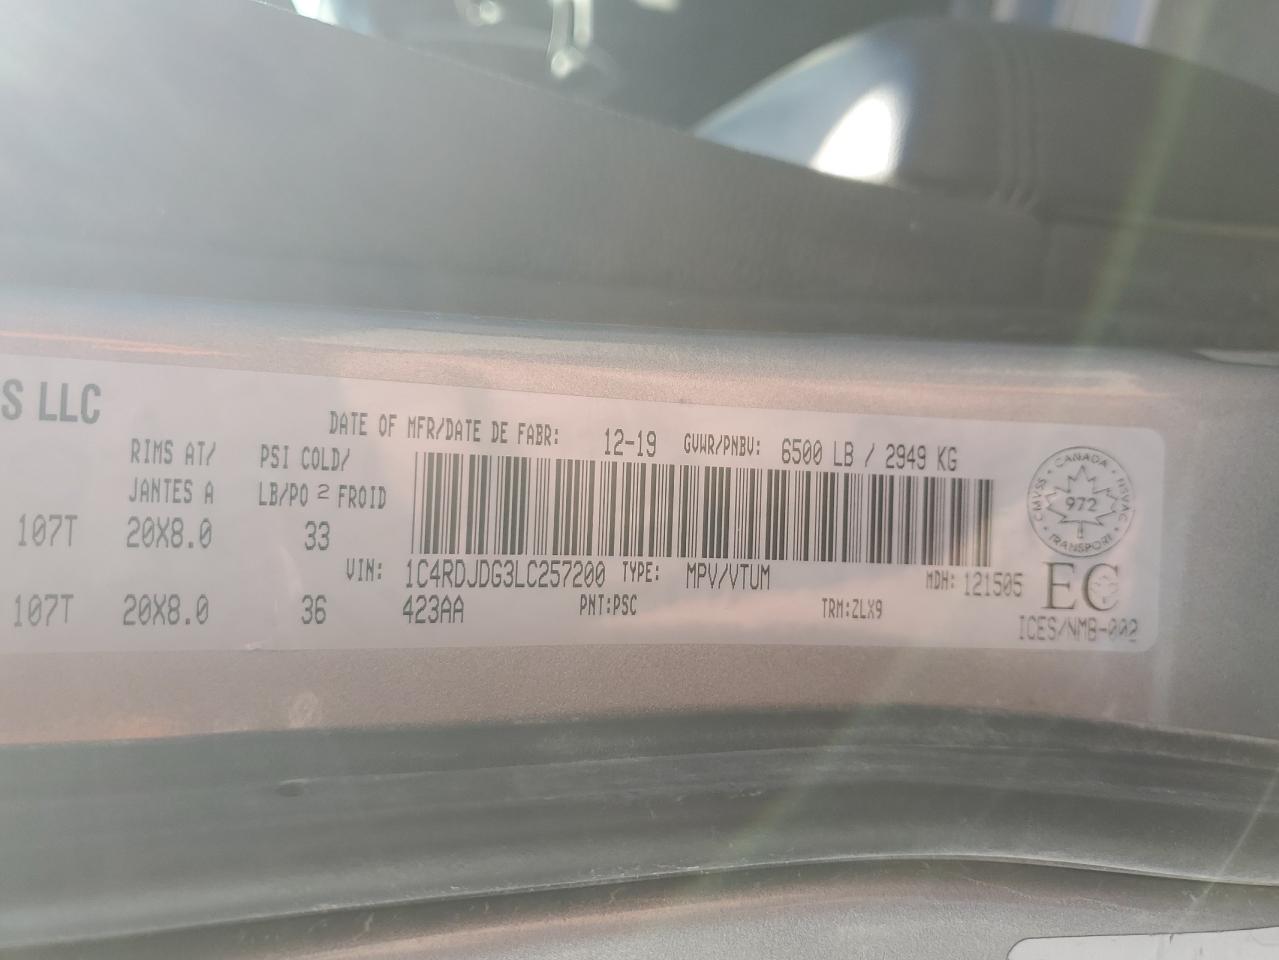 S LLC
DATE OF MFR/DATE DE FABR: 12-19 GVWR/PNBV: 6500 LB / 2949 KG
RIMS AT/ PSI COLD/
JANTES A LB/PO 2 FROID
107T 20X8.0 33
VIN: 1C4RDJDG3LC257200 TYPE: MPV/VTUM MDH: 121505
107T 20X8.0 36 423AA PNT:PSC TRM:ZLX9
CANADA
CMVSS 972 NSVAC
TRANSPORT
EC
ICES/NMB-002